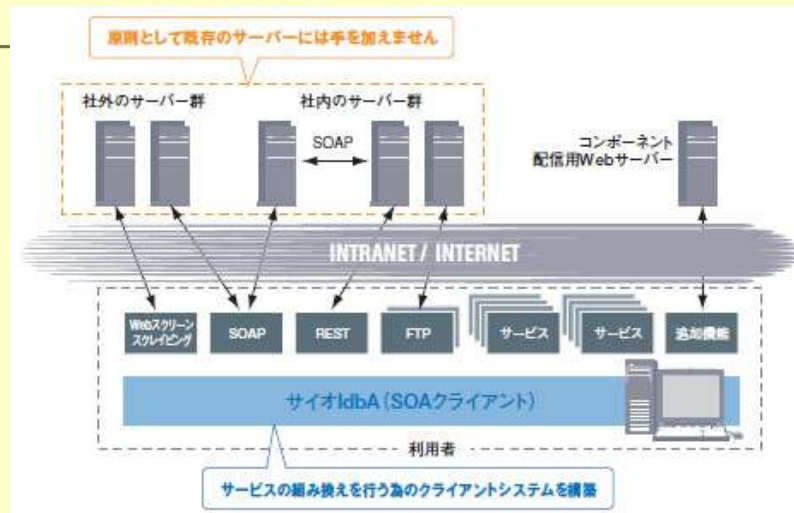 原則として既存のサーバーには手を加えません
社外のサーバー群
社内のサーバー群
SOAP
コンポーネント
配信用Webサーバー
INTRANET / INTERNET
Webスクリーン
スクレイピング
SOAP
REST
FTP
サービス
サービス
追加機能
サイオIdbA(SOAクライアント)
利用者
サービスの組み換えを行う為のクライアントシステムを構築